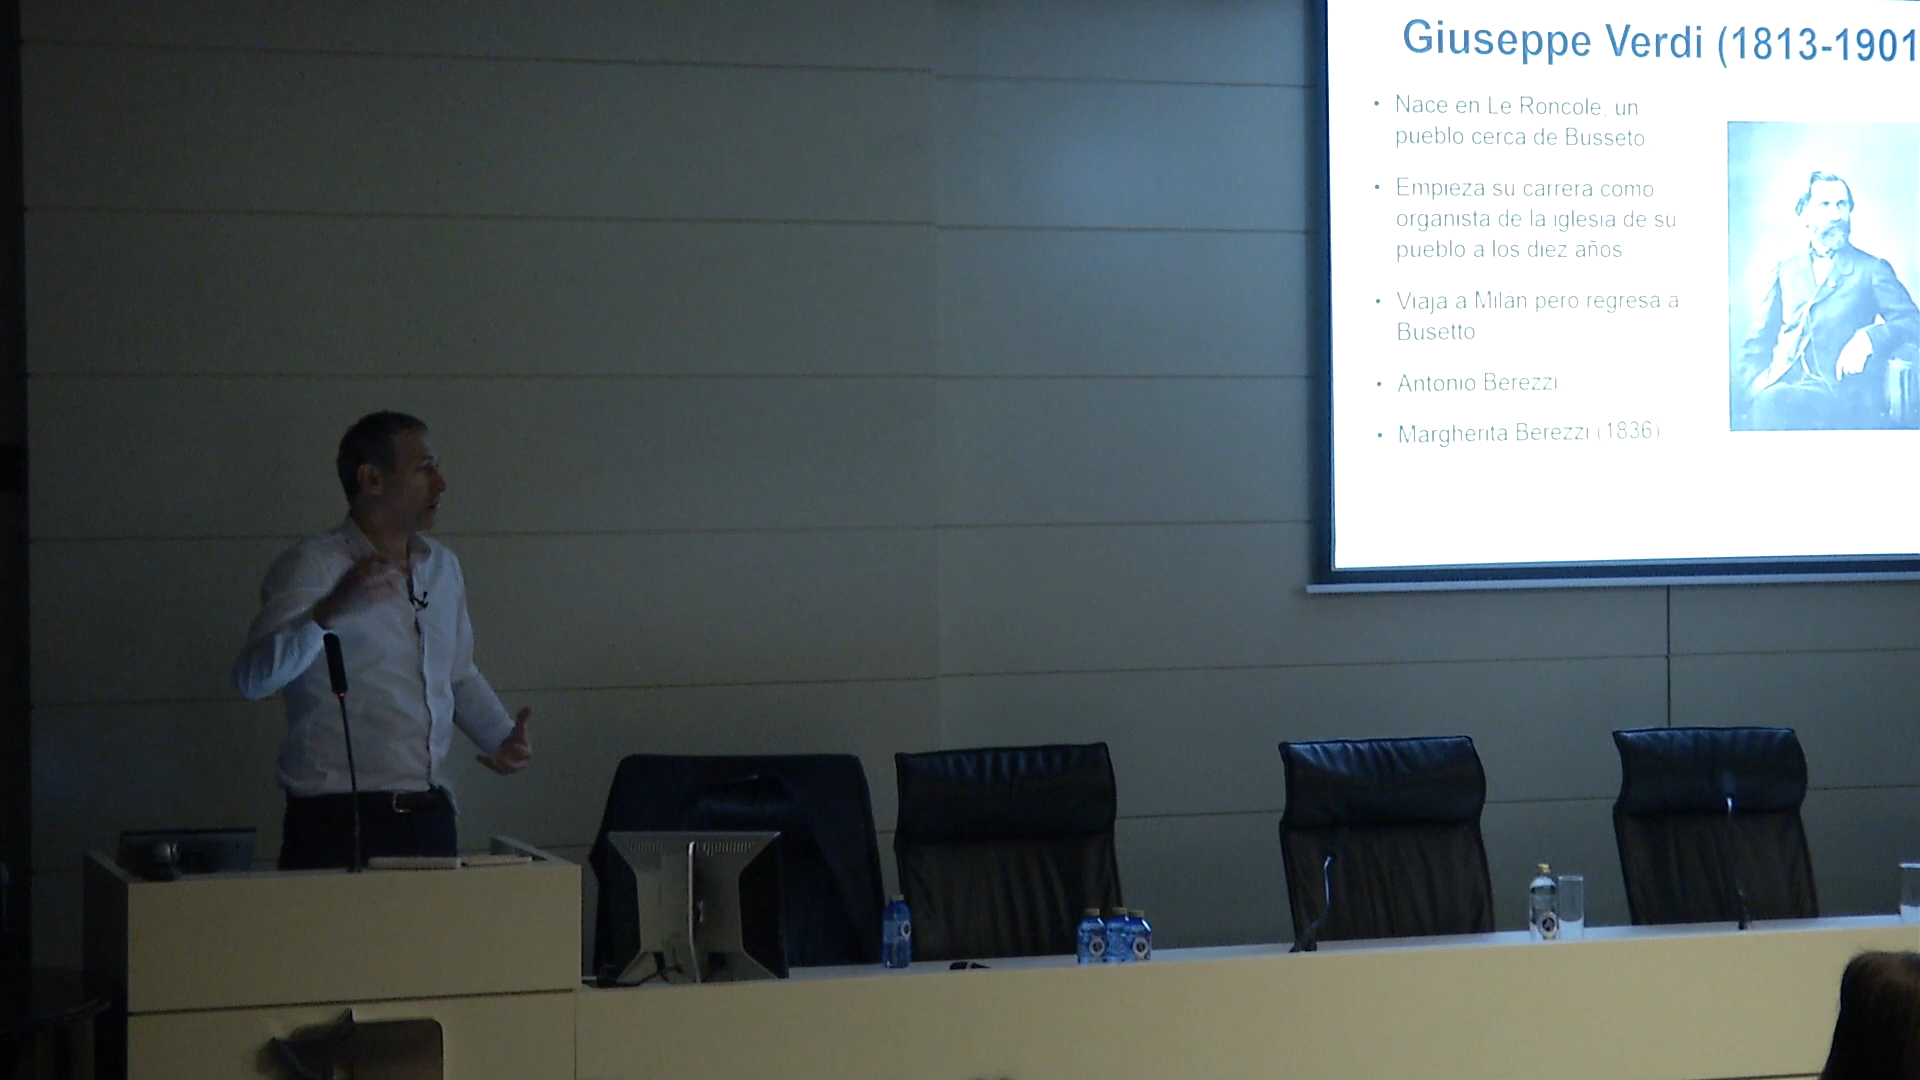 Giuseppe Verdi (1813-1901
• Nace en Le Roncole, un
pueblo cerca de Busseto
• Empieza su carrera como
organista de la iglesia de su
pueblo a los diez años
• Viaja a Milán pero regresa a
Busetto
• Antonio Berezzi
• Margherita Berezzi (1836)